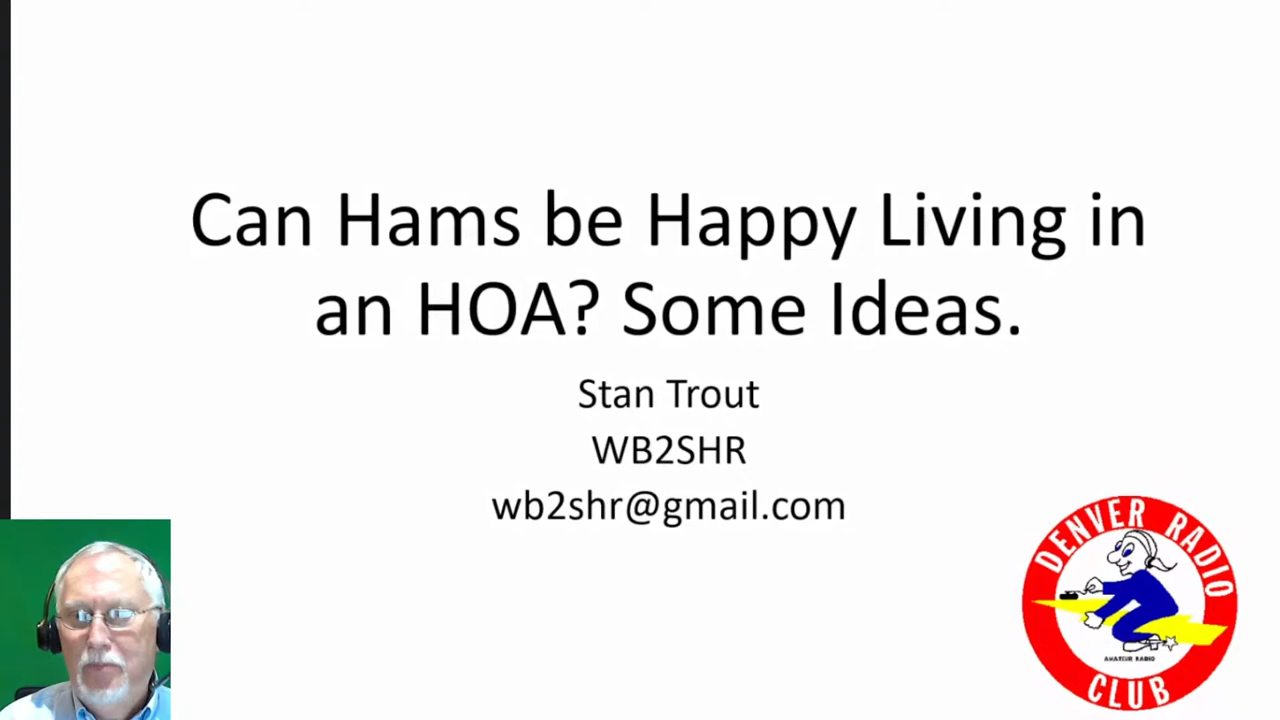 Can Hams be Happy Living in
an HOA? Some Ideas.
Stan Trout
WB2SHR
wb2shr@gmail.com
DENVER RADIO
AMATEUR RADIO
CLUB